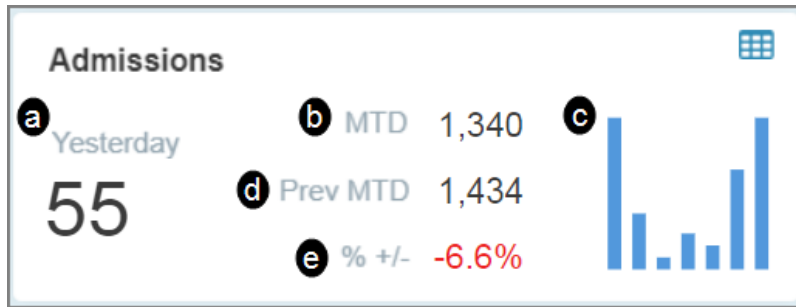 Admissions
a Yesterday
55
b MTD 1,340
c
d Prev MTD 1,434
e % +/- -6.6%